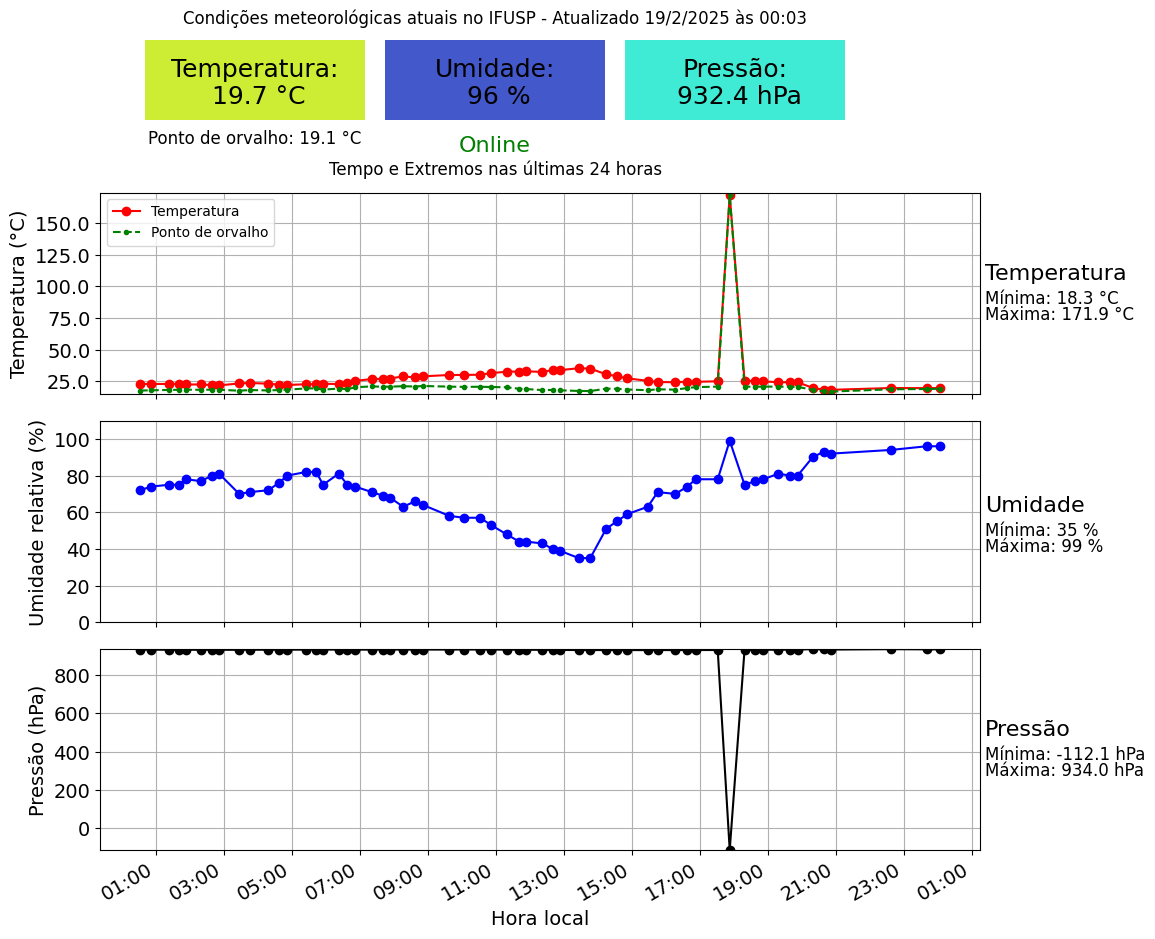 Condições meteorológicas atuais no IFUSP - Atualizado 19/2/2025 às 00:03
Temperatura:
19.7 °C
Umidade:
96 %
Pressão:
932.4 hPa
Ponto de orvalho: 19.1 °C
Online
Tempo e Extremos nas últimas 24 horas
Temperatura (°C)
150.0
125.0
100.0
75.0
50.0
25.0
Temperatura
Ponto de orvalho
Temperatura
Mínima: 18.3 °C
Máxima: 171.9 °C
Umidade relativa (%)
100
80
60
40
20
0
Umidade
Mínima: 35 %
Máxima: 99 %
Pressão (hPa)
800
600
400
200
0
Pressão
Mínima: -112.1 hPa
Máxima: 934.0 hPa
01:00
03:00
05:00
07:00
09:00
11:00
13:00
15:00
17:00
19:00
21:00
23:00
01:00
Hora local